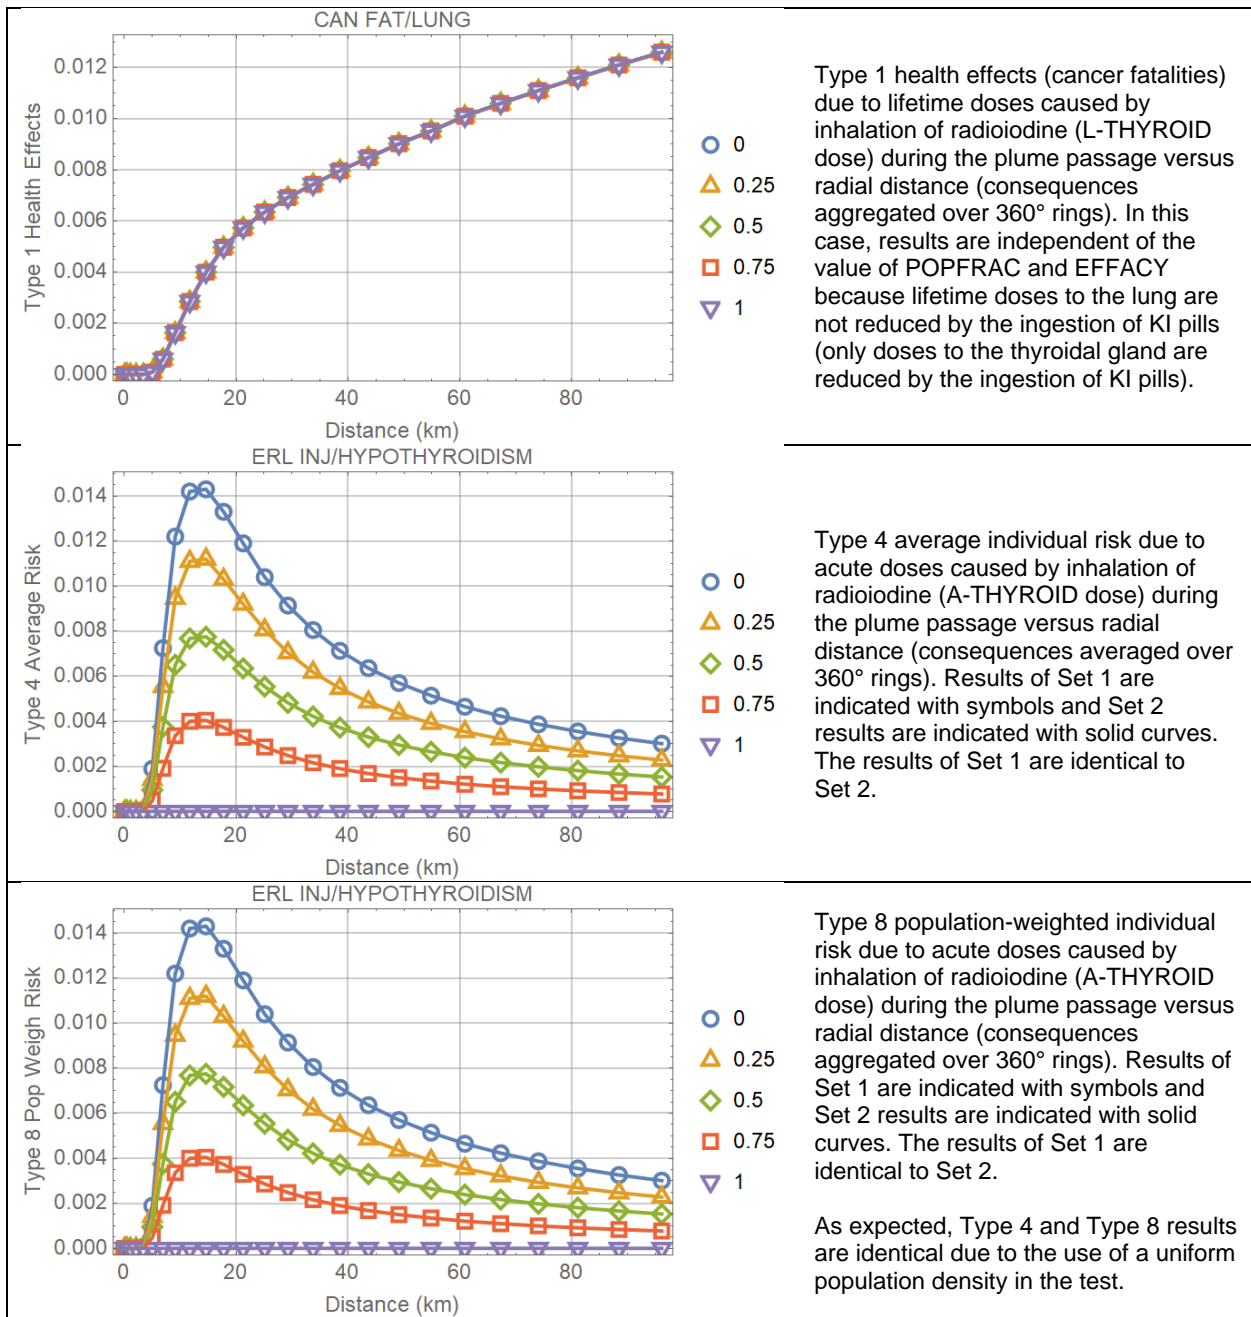 CAN FAT/LUNG
0.012
0.010
0.008
0.006
0.004
0.002
0.000
Type 1 Health Effects
0 20 40 60 80
Distance (km)
0
0.25
0.5
0.75
1
Type 1 health effects (cancer fatalities)
due to lifetime doses caused by
inhalation of radioiodine (L-THYROID
dose) during the plume passage versus
radial distance (consequences
aggregated over 360° rings). In this
case, results are independent of the
value of POPFRAC and EFFACY
because lifetime doses to the lung are
not reduced by the ingestion of KI pills
(only doses to the thyroidal gland are
reduced by the ingestion of KI pills).
ERL INJ/HYPOTHYROIDISM
0.014
0.012
0.010
0.008
0.006
0.004
0.002
0.000
Type 4 Average Risk
0 20 40 60 80
Distance (km)
0
0.25
0.5
0.75
1
Type 4 average individual risk due to
acute doses caused by inhalation of
radioiodine (A-THYROID dose) during
the plume passage versus radial
distance (consequences averaged over
360° rings). Results of Set 1 are
indicated with symbols and Set 2
results are indicated with solid curves.
The results of Set 1 are identical to
Set 2.
ERL INJ/HYPOTHYROIDISM
0.014
0.012
0.010
0.008
0.006
0.004
0.002
0.000
Type 8 Pop Weigh Risk
0 20 40 60 80
Distance (km)
0
0.25
0.5
0.75
1
Type 8 population-weighted individual
risk due to acute doses caused by
inhalation of radioiodine (A-THYROID
dose) during the plume passage versus
radial distance (consequences
aggregated over 360° rings). Results of
Set 1 are indicated with symbols and
Set 2 results are indicated with solid
curves. The results of Set 1 are
identical to Set 2.
As expected, Type 4 and Type 8 results
are identical due to the use of a uniform
population density in the test.